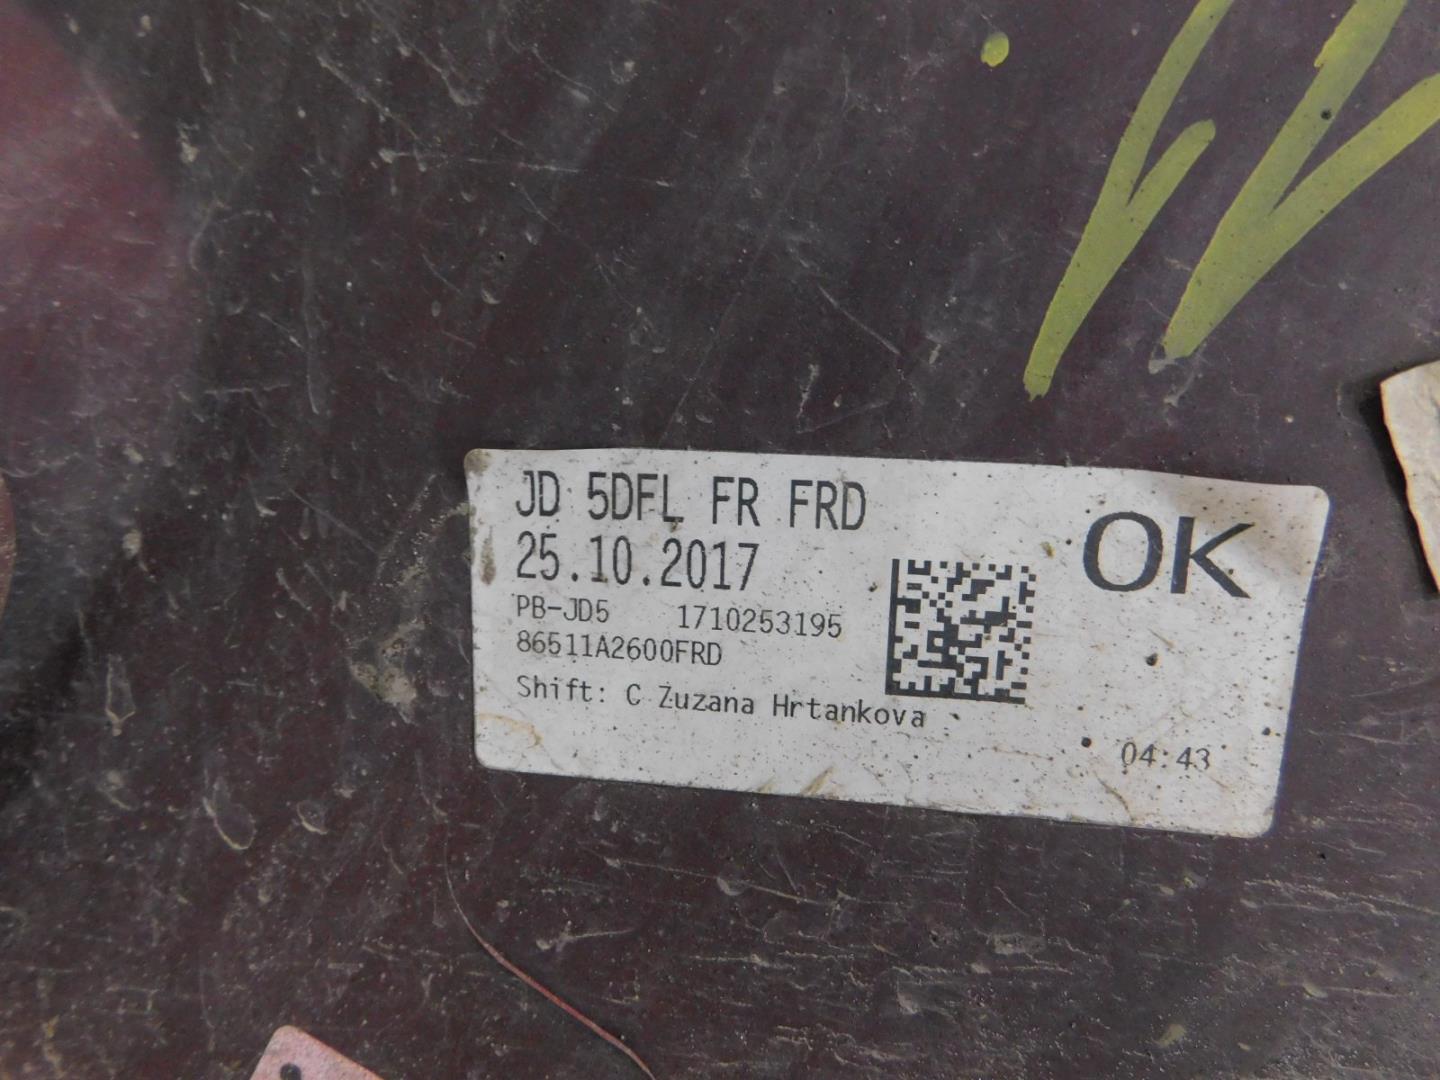 JD 5DFL FR FRD
25.10.2017
OK
PB-JD5 1710253195
86511A2600FRD
Shift: C Zuzana Hrtankova
04:43